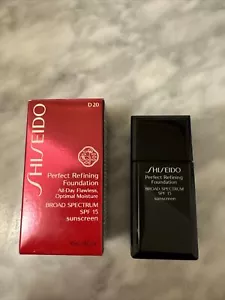 D 20
SHISEIDO
Perfect Refining
Foundation
All-Day Flawless,
Optimal Moisture
BROAD SPECTRUM
SPF 15
sunscreen
SHISEIDO
Perfect Refining
Foundation
BROAD SPECTRUM
SPF 15
sunscreen